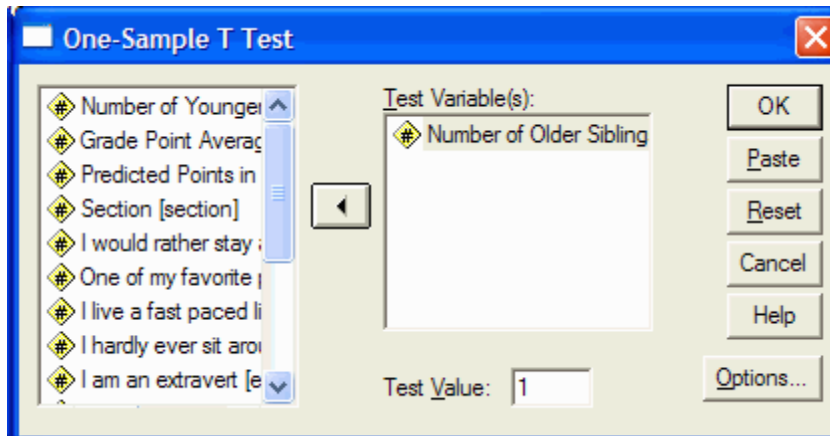 One-Sample T Test
Number of Younger
Grade Point Averag
Predicted Points in
Section [section]
I would rather stay
One of my favorite
I live a fast paced li
I hardly ever sit arou
I am an extravert [e
Test Variable(s):
Number of Older Sibling
Test Value: 1
OK
Paste
Reset
Cancel
Help
Options...